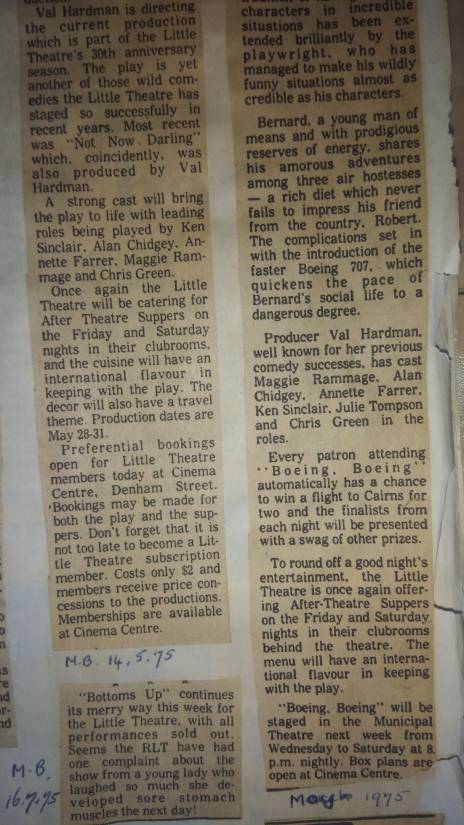 Val Hardman is directing
the current production
which is part of the Little
Theatre's 30th anniversary
season. The play is yet
another of those wild com-
edies the Little Theatre has
staged so successfully in
recent years. Most recent
was "Not Now Darling"
which, coincidently, was
also produced by Val
Hardman.
A strong cast will bring
the play to life with leading
roles being played by Ken
Sinclair, Alan Chidgey, An-
nette Farrer, Maggie Ram-
mage and Chris Green.
Once again the Little
Theatre will be catering for
After Theatre Suppers on
the Friday and Saturday
nights in their clubrooms,
and the cuisine will have an
international flavour in
keeping with the play. The
decor will also have a travel
theme. Production dates are
May 28-31.
Preferential bookings
open for Little Theatre
members today at Cinema
Centre, Denham Street.
Bookings may be made for
both the play and the sup-
pers. Don't forget that it is
not too late to become a Lit-
tle Theatre subscription
member. Costs only $2 and
members receive price con-
cessions to the productions.
Memberships are available
at Cinema Centre.
M.B. 14.5.75
"Bottoms Up" continues
its merry way this week for
the Little Theatre, with all
performances sold out.
Seems the RLT have had
one complaint about the
show from a young lady who
laughed so much she de-
veloped sore stomach
muscles the next day!
M.B.
16.7.75
characters in incredible
situations has been ex-
tended brilliantly by the
playwright, who has
managed to make his wildly
funny situations almost as
credible as his characters.
Bernard, a young man of
means and with prodigious
reserves of energy, shares
his amorous adventures
among three air hostesses
— a rich diet which never
fails to impress his friend
from the country, Robert.
The complications set in
with the introduction of the
faster Boeing 707, which
quickens the pace of
Bernard's social life to a
dangerous degree.
Producer Val Hardman,
well known for her previous
comedy successes, has cast
Maggie Rammage, Alan
Chidgey, Annette Farrer,
Ken Sinclair, Julie Tompson
and Chris Green in the
roles.
Every patron attending
"Boeing, Boeing"
automatically has a chance
to win a flight to Cairns for
two and the finalists from
each night will be presented
with a swag of other prizes.
To round off a good night's
entertainment, the Little
Theatre is once again offer-
ing After-Theatre Suppers
on the Friday and Saturday
nights in their clubrooms
behind the theatre. The
menu will have an interna-
tional flavour in keeping
with the play.
"Boeing, Boeing" will be
staged in the Municipal
Theatre next week from
Wednesday to Saturday at 8
p.m. nightly. Box plans are
open at Cinema Centre.
1975